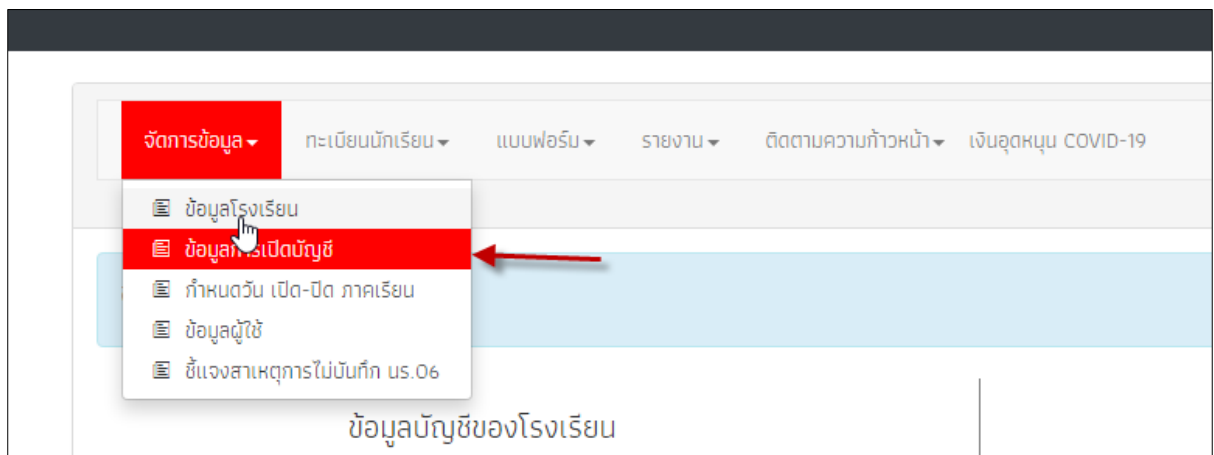 จัดการข้อมูล ทะเบียนนักเรียน แบบฟอร์ม รายงาน ติดตามความก้าวหน้า เงินอุดหนุน COVID-19
ข้อมูลโรงเรียน
ข้อมูลการเปิดบัญชี
กำหนดวัน เปิด-ปิด ภาคเรียน
ข้อมูลผู้ใช้
ชี้แจงสาเหตุการไม่บันทึก นร.06
ข้อมูลบัญชีของโรงเรียน